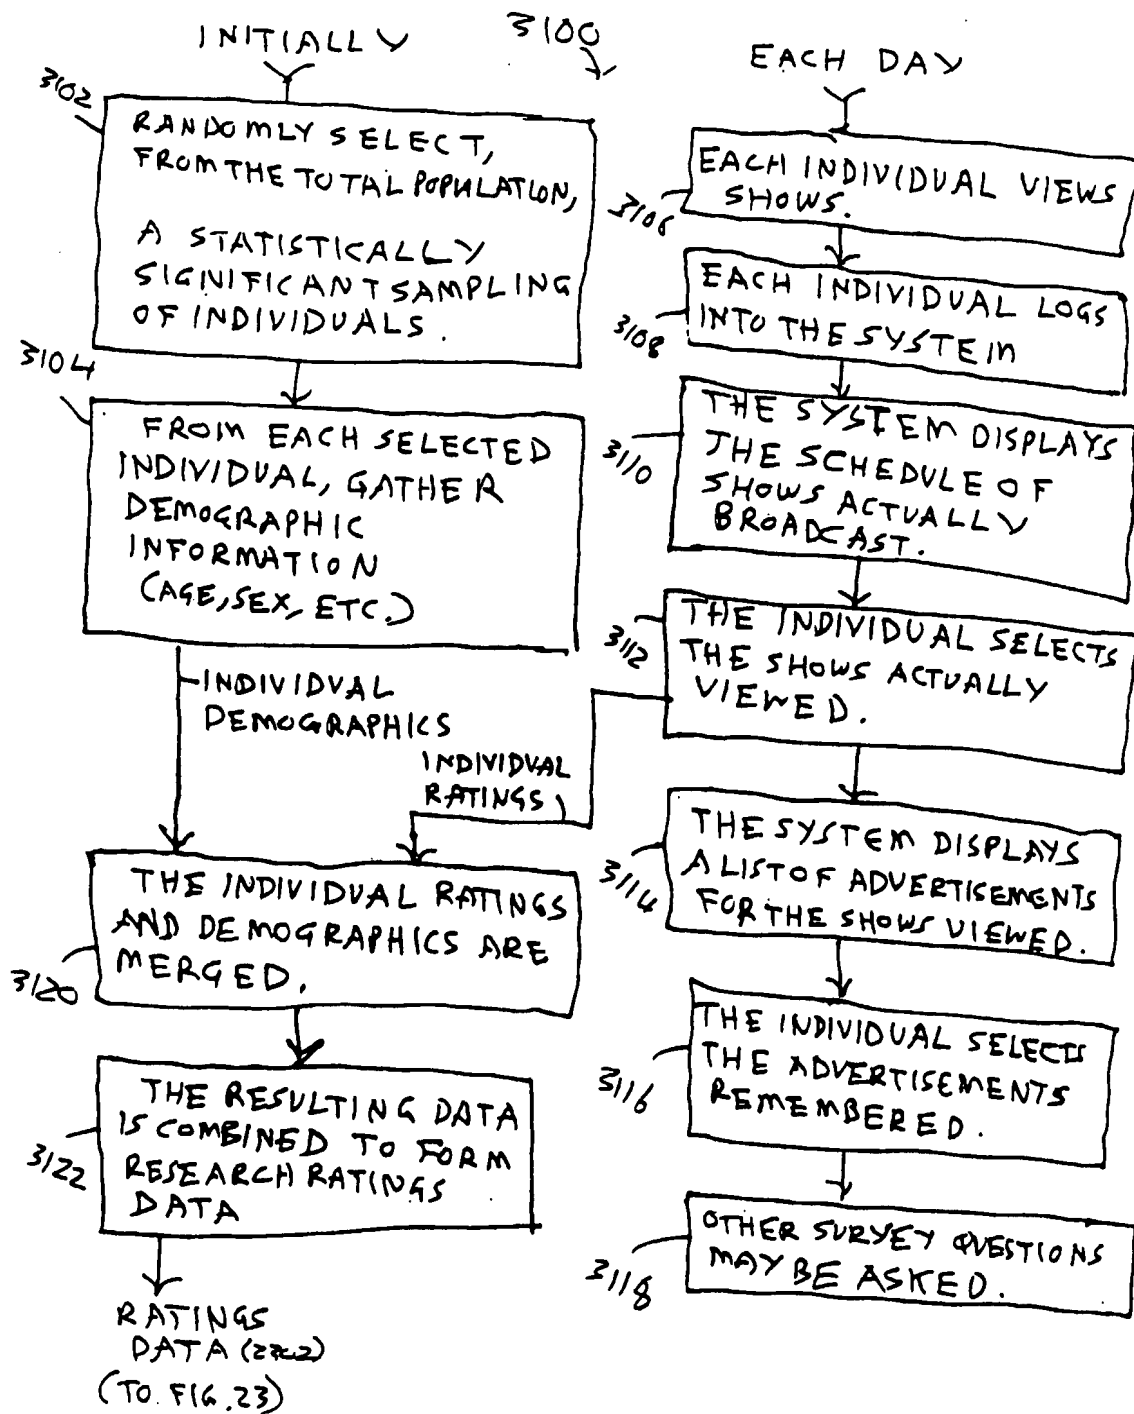 3100
INITIALLY
3102
RANDOMLY SELECT,
FROM THE TOTAL POPULATION,
A STATISTICALLY
SIGNIFICANT SAMPLING
OF INDIVIDUALS.
3104
FROM EACH SELECTED
INDIVIDUAL, GATHER
DEMOGRAPHIC
INFORMATION
(AGE, SEX, ETC.)
INDIVIDUAL
DEMOGRAPHICS
INDIVIDUAL
RATINGS
THE INDIVIDUAL RATINGS
AND DEMOGRAPHICS ARE
MERGED.
3120
THE RESULTING DATA
IS COMBINED TO FORM
RESEARCH RATINGS
DATA
3122
RATINGS
DATA
(TO FIG. 23)
EACH DAY
EACH INDIVIDUAL VIEWS
SHOWS.
3106
EACH INDIVIDUAL LOGS
INTO THE SYSTEM
3108
THE SYSTEM DISPLAYS
THE SCHEDULE OF
SHOWS ACTUALLY
BROADCAST.
3110
THE INDIVIDUAL SELECTS
THE SHOWS ACTUALLY
VIEWED.
3112
THE SYSTEM DISPLAYS
A LIST OF ADVERTISEMENTS
FOR THE SHOWS VIEWED.
3114
THE INDIVIDUAL SELECTS
THE ADVERTISEMENTS
REMEMBERED.
3116
OTHER SURVEY QUESTIONS
MAY BE ASKED.
3118